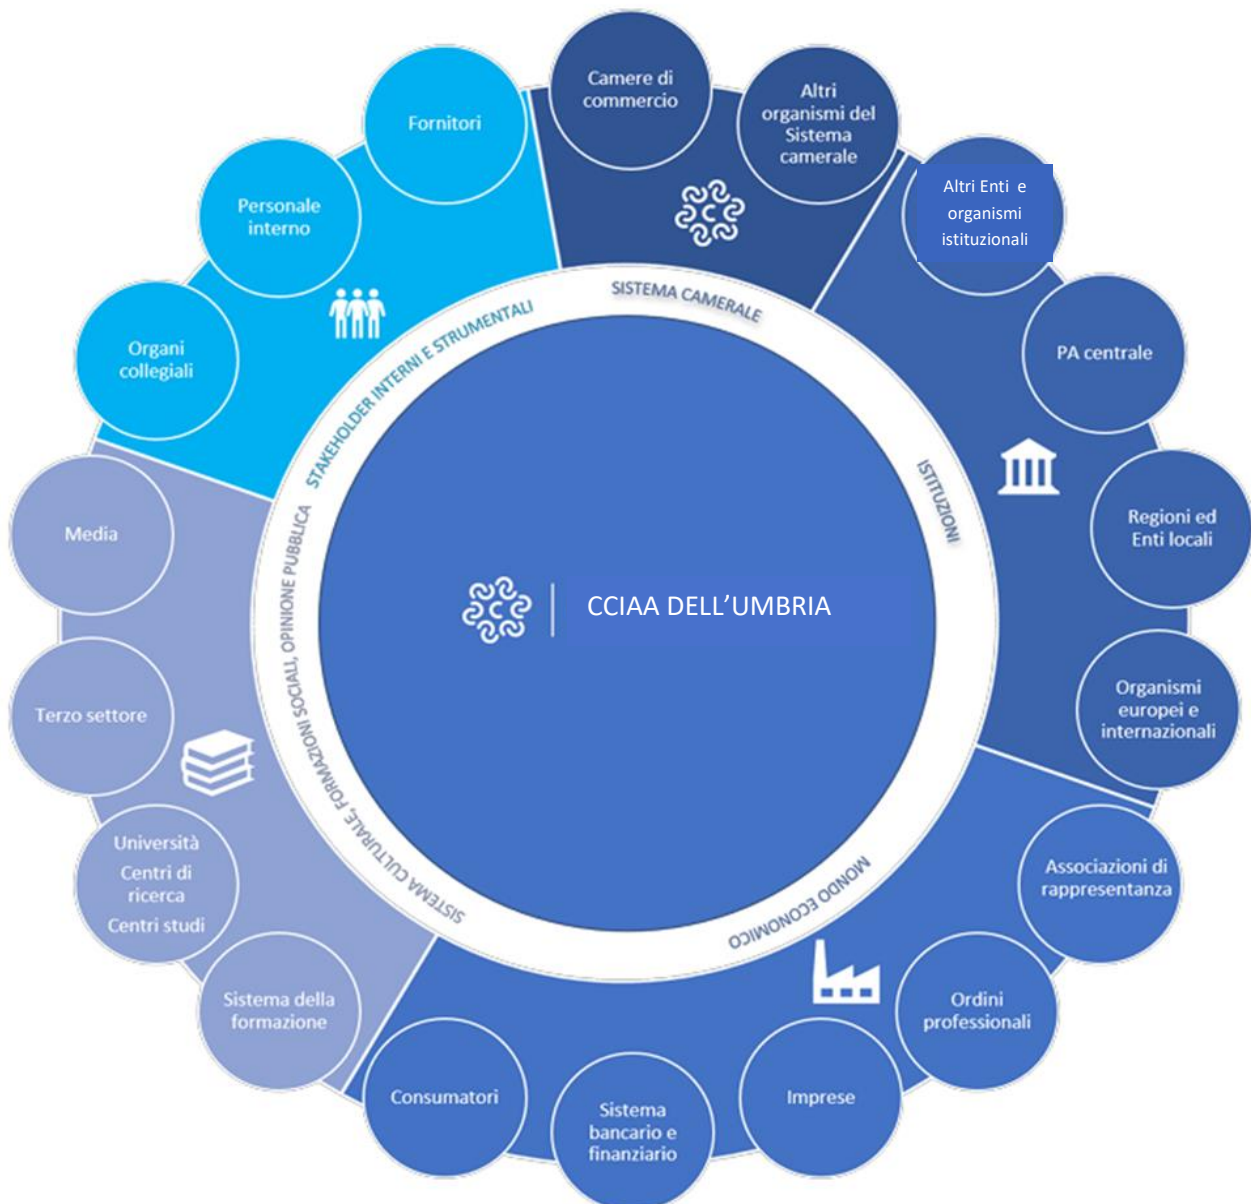 Camere di
commercio
Altri
organismi del
Sistema
camerale
Altri Enti e
organismi
istituzionali
PA centrale
Regioni ed
Enti locali
Organismi
europei e
internazionali
Associazioni di
rappresentanza
Ordini
professionali
Imprese
Sistema
bancario e
finanziario
Consumatori
Sistema della
formazione
Università
Centri di
ricerca
Centri studi
Terzo settore
Media
Organi
collegiali
Personale
interno
Fornitori
SISTEMA CAMERALE
ISTITUZIONI
MONDO ECONOMICO
SISTEMA CULTURALE, FORMAZIONI SOCIALI, OPINIONE PUBBLICA
STAKEHOLDER INTERNI E STRUMENTALI
C
C
CCIAA DELL’UMBRIA